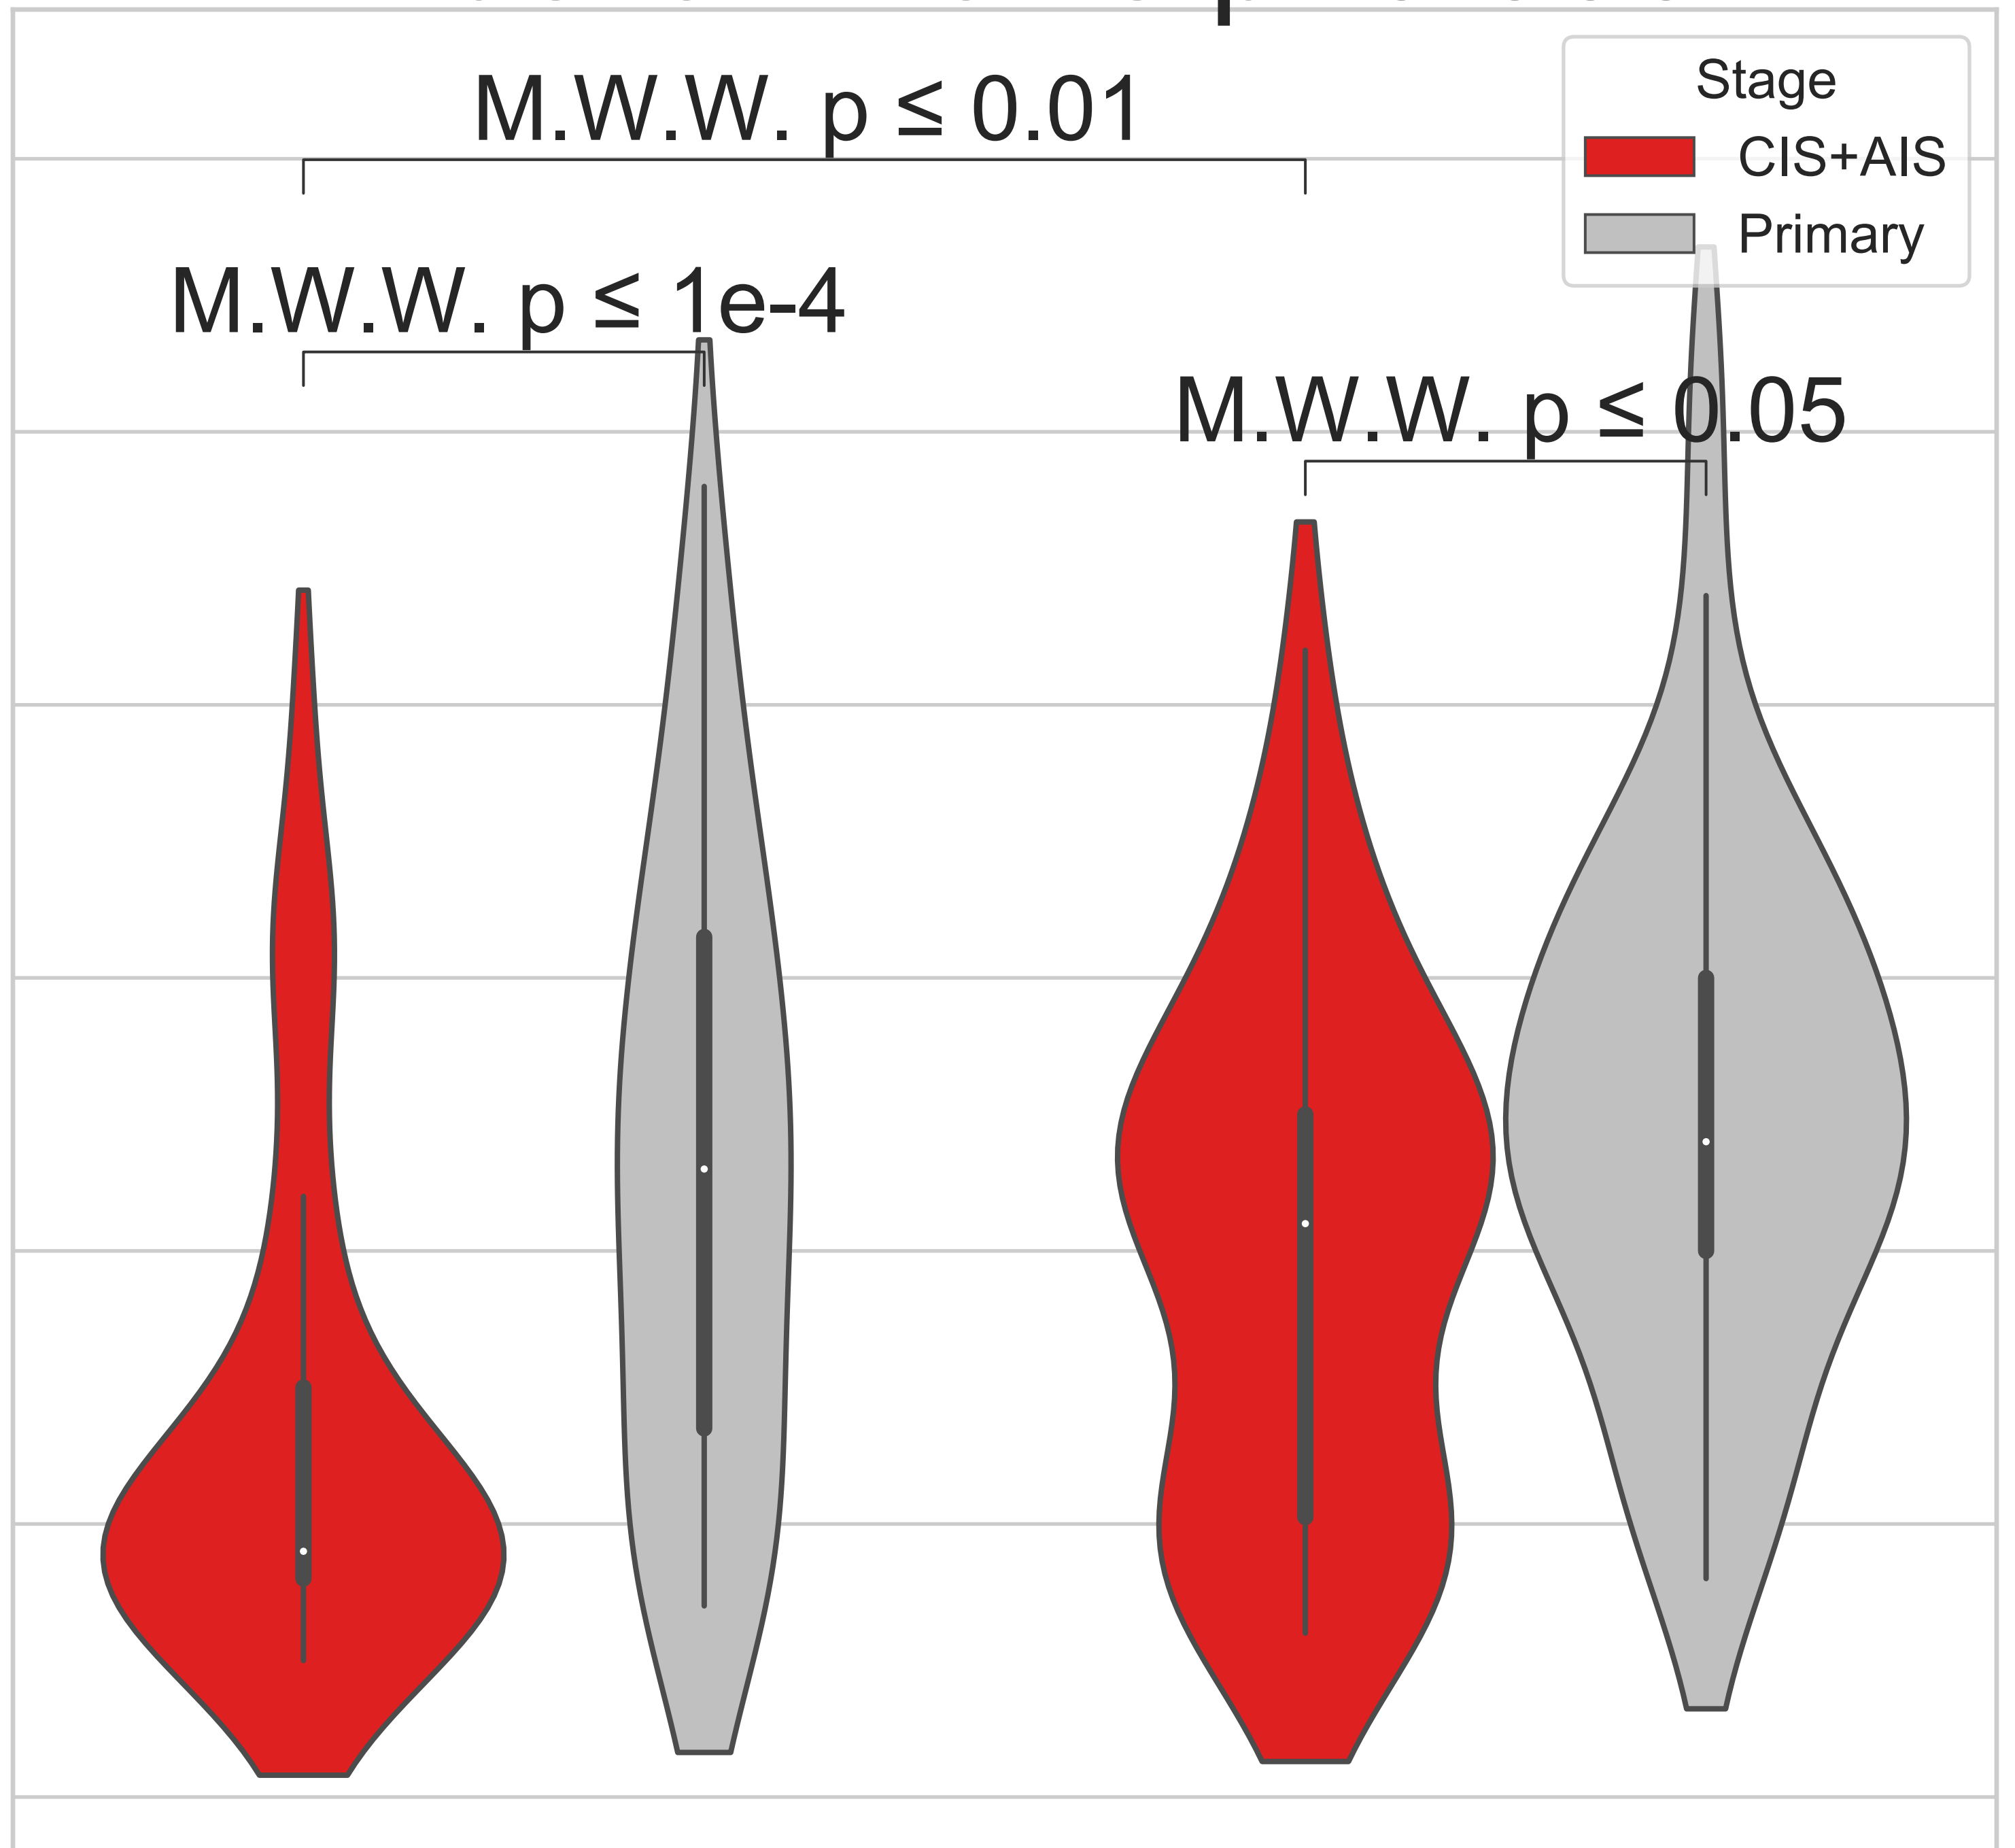 M.W.W. p ≤ 0.01
Stage
CIS+AIS
Primary
M.W.W. p ≤ 1e-4
M.W.W. p ≤ 0.05